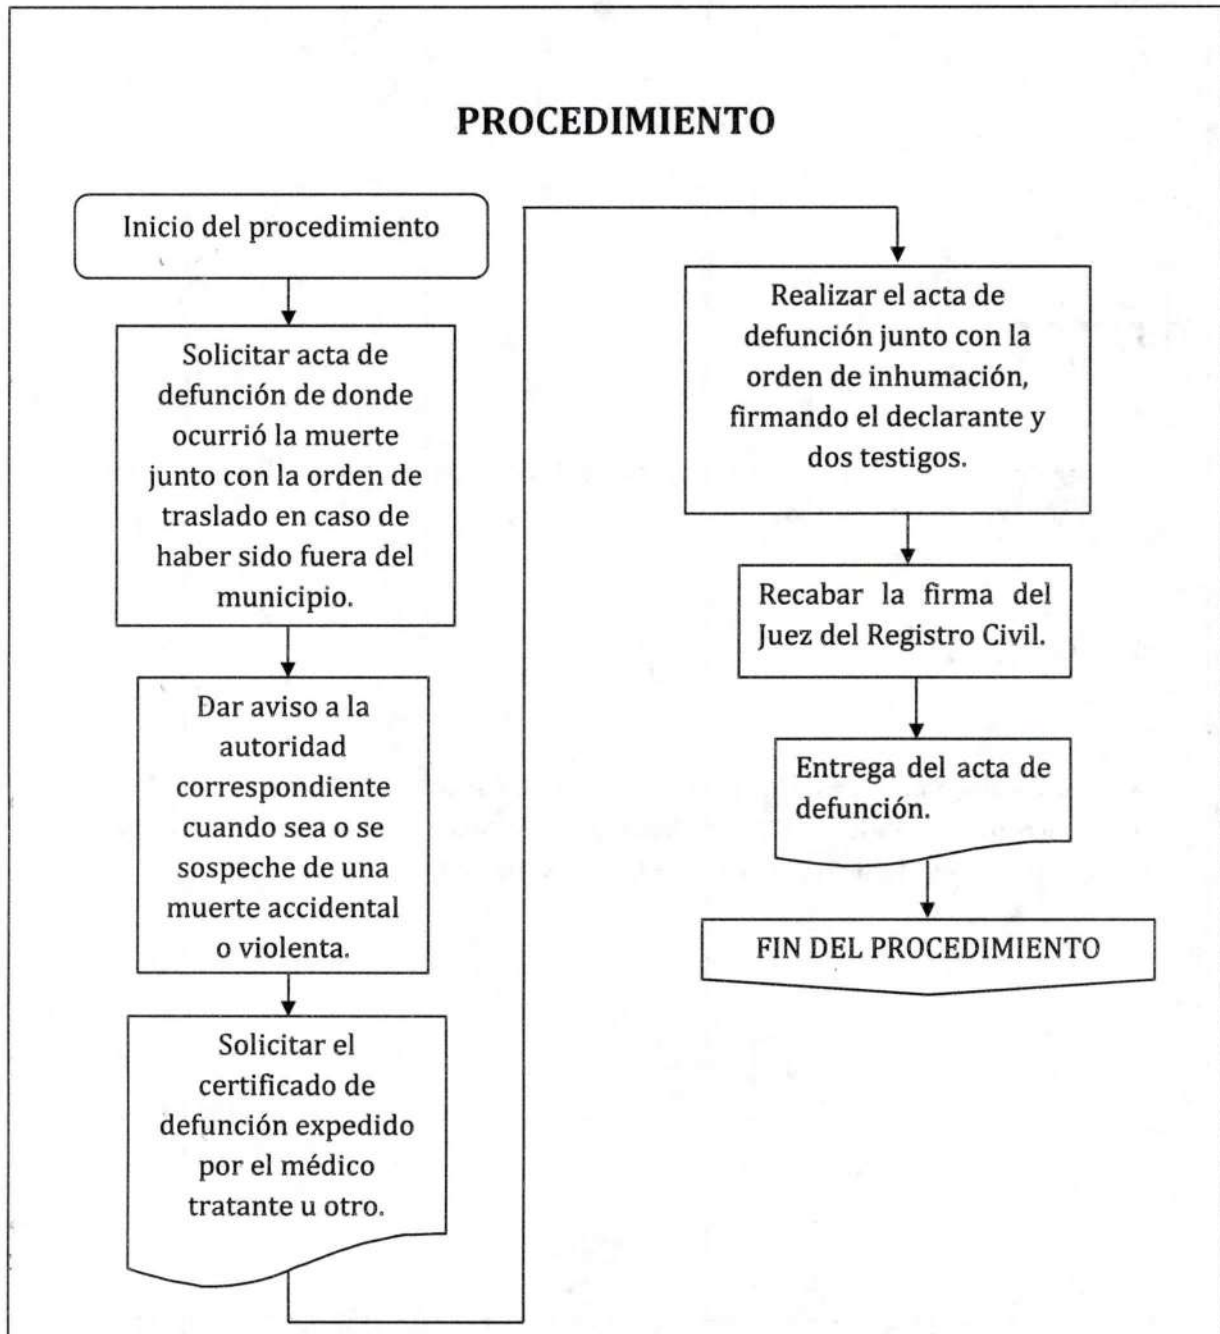 PROCEDIMIENTO
Inicio del procedimiento
Solicitar acta de
defunción de donde
ocurrió la muerte
junto con la orden de
traslado en caso de
haber sido fuera del
municipio.
Dar aviso a la
autoridad
correspondiente
cuando sea o se
sospeche de una
muerte accidental
o violenta.
Solicitar el
certificado de
defunción expedido
por el médico
tratante u otro.
Realizar el acta de
defunción junto con la
orden de inhumación,
firmando el declarante y
dos testigos.
Recabar la firma del
Juez del Registro Civil.
Entrega del acta de
defunción.
FIN DEL PROCEDIMIENTO